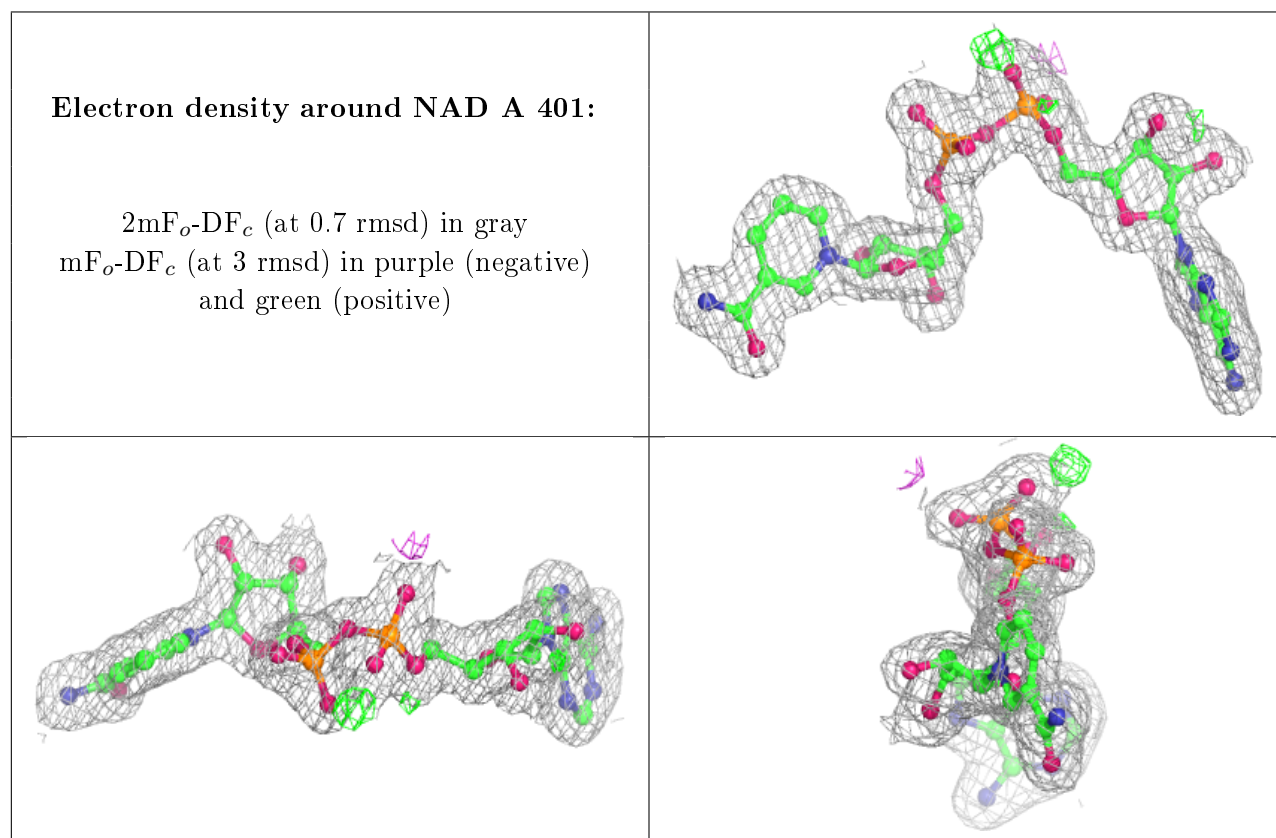 Electron density around NAD A 401:
2mFo-DFc (at 0.7 rmsd) in gray
mFo-DFc (at 3 rmsd) in purple (negative)
and green (positive)